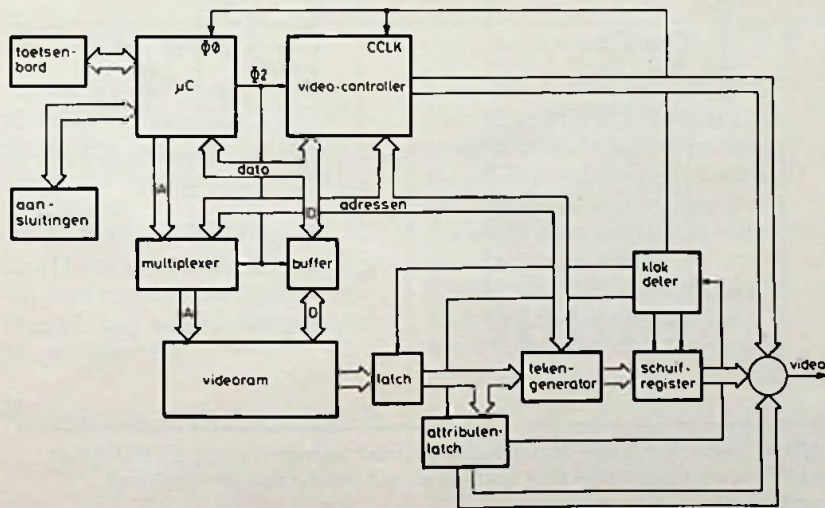 toetsen-
bord
Φ0
µC
Φ2
CCLK
video-controller
data
A
D
adressen
aan-
sluitingen
multiplexer
buffer
klok
deler
A
D
videoram
latch
teken-
generator
schuif-
register
video
attributen-
latch